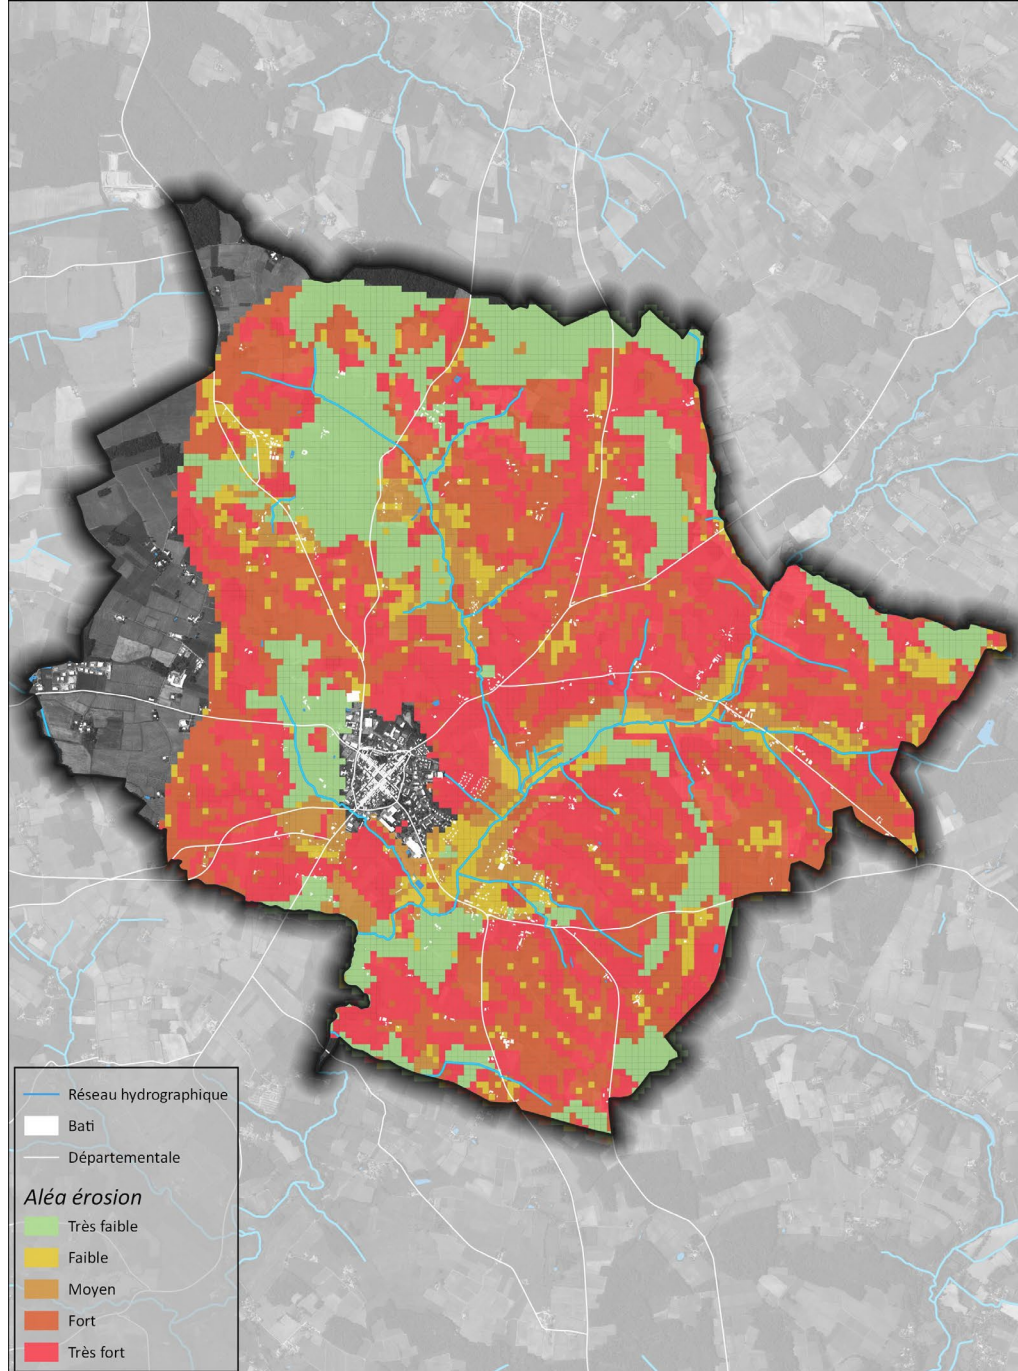 Réseau hydrographique
Bati
Départementale
Aléa érosion
Très faible
Faible
Moyen
Fort
Très fort